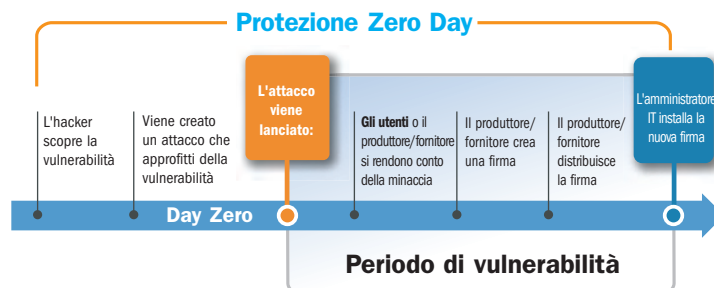 Protezione Zero Day
L'hacker
scopre la
vulnerabilità
Viene creato
un attacco che
approfitti della
vulnerabilità
L'attacco
viene
lanciato:
Gli utenti o il
produttore/fornitore
si rendono conto
della minaccia
Il produttore/
fornitore crea
una firma
Il produttore/
fornitore
distribuisce
la firma
L'amministratore
IT installa la
nuova firma
Day Zero
Periodo di vulnerabilità